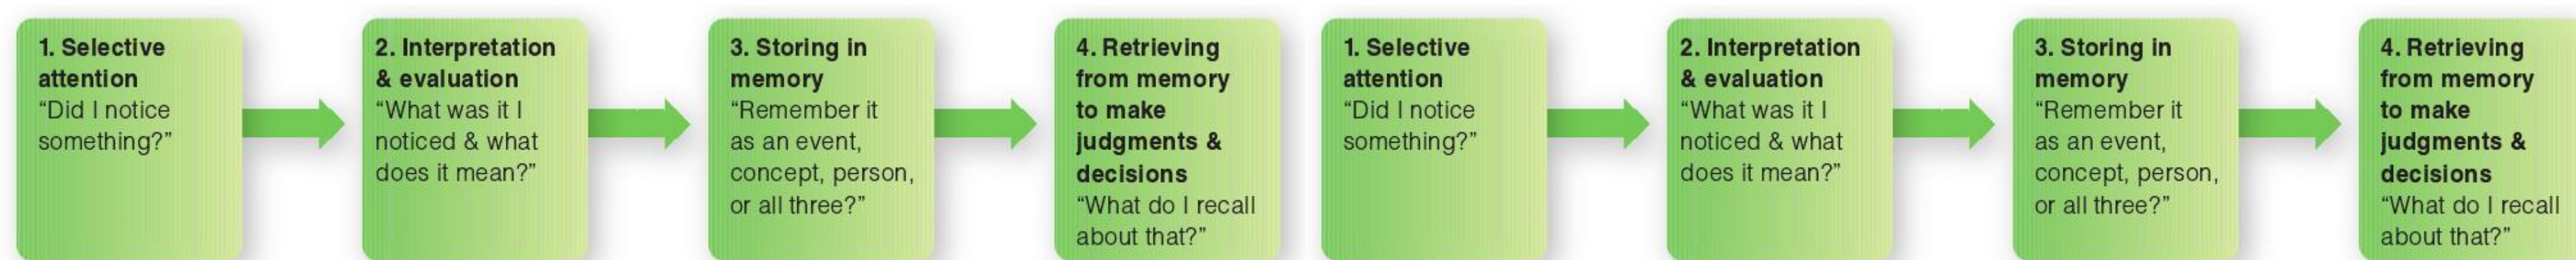 1. Selective
attention
“Did I notice
something?”
2. Interpretation
& evaluation
“What was it I
noticed & what
does it mean?”
3. Storing in
memory
“Remember it
as an event,
concept, person,
or all three?”
4. Retrieving
from memory
to make
judgments &
decisions
“What do I recall
about that?”
1. Selective
attention
“Did I notice
something?”
2. Interpretation
& evaluation
“What was it I
noticed & what
does it mean?”
3. Storing in
memory
“Remember it
as an event,
concept, person,
or all three?”
4. Retrieving
from memory
to make
judgments &
decisions
“What do I recall
about that?”